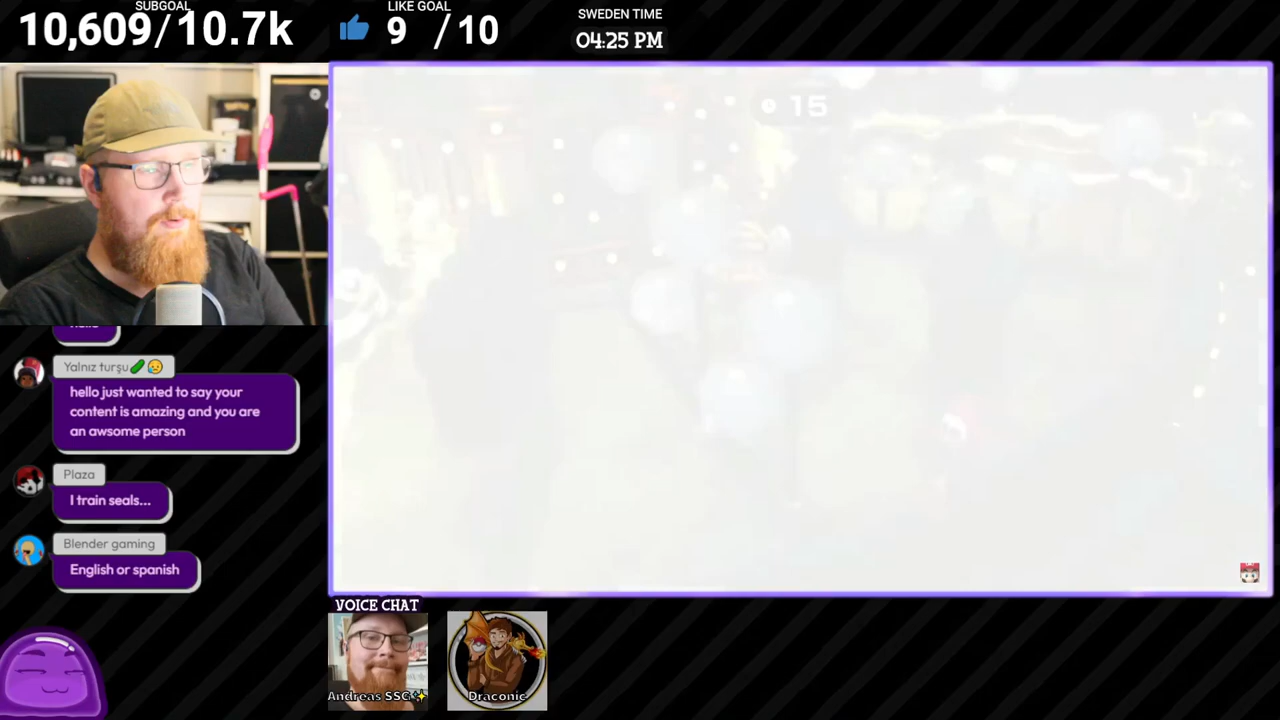 SUBGOAL
10,609/10.7k
LIKE GOAL
9 /10
SWEDEN TIME
04:25 PM
15
Yalnız turşu🥒😥
hello just wanted to say your
content is amazing and you are
an awsome person
Plaza
I train seals...
Blender gaming
English or spanish
VOICE CHAT
Andreas SSG✨
Draconic